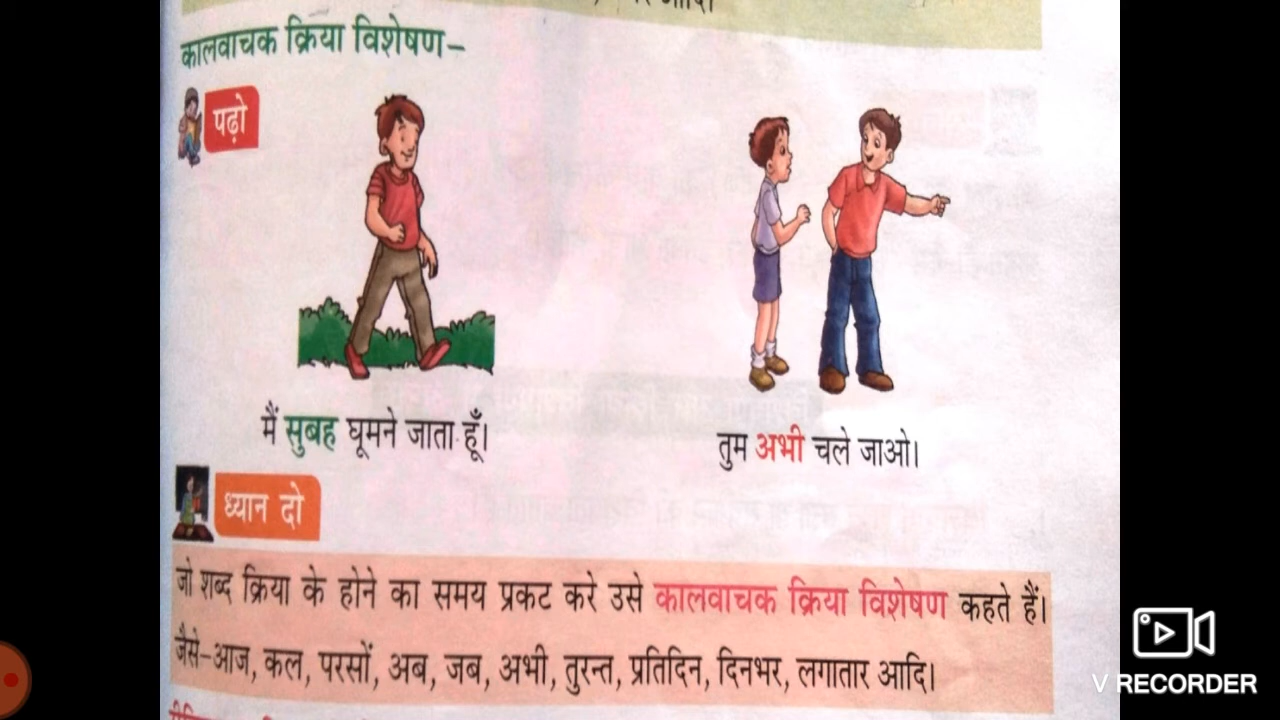 आदि।
कालवाचक क्रिया विशेषण–
पढ़ो
मैं सुबह घूमने जाता हूँ।
तुम अभी चले जाओ।
ध्यान दो
जो शब्द क्रिया के होने का समय प्रकट करे उसे कालवाचक क्रिया विशेषण कहते हैं।
जैसे–आज, कल, परसों, अब, जब, अभी, तुरन्त, प्रतिदिन, दिनभर, लगातार आदि।
V RECORDER